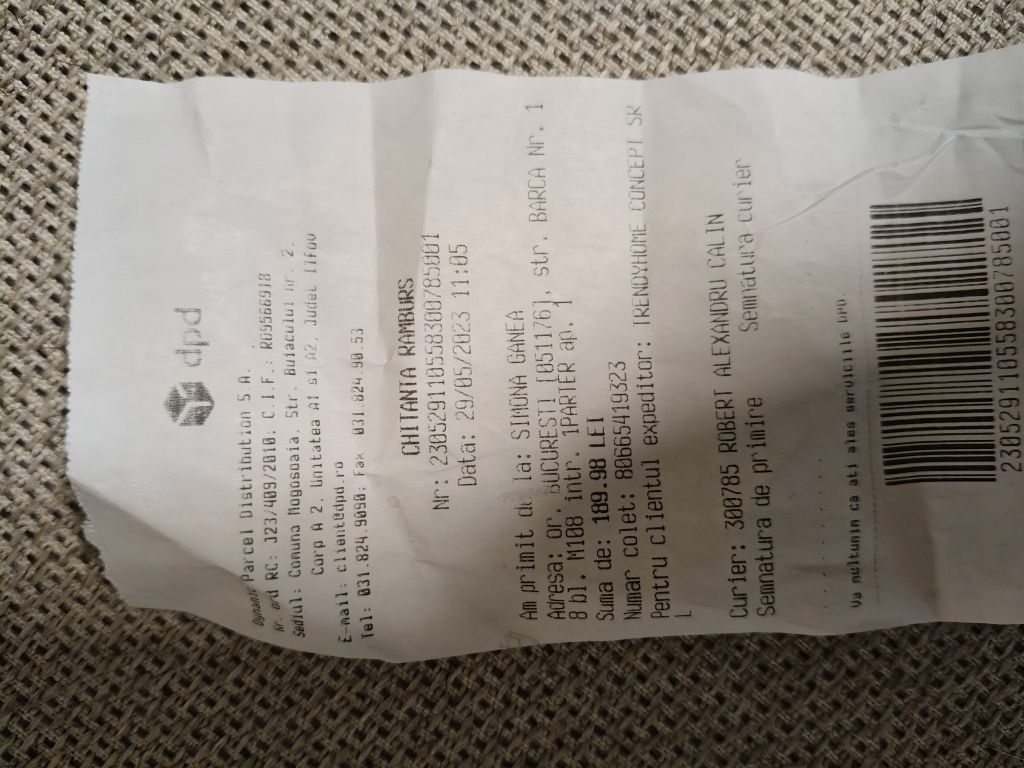 dpd
Dynamic Parcel Distribution S.A.
Nr. ord RC: J23/409/2010; C.I.F.: RO9566918
Sediul: Comuna Mogosoaia, Str. Buiacului nr. 2,
Corp A 2, Unitatea A1 si A2, Judet Ilfov
E-mail: client@dpd.ro
Tel: 031.824.9090; fax 031.824.90.53
CHITANTA RAMBURS
Nr: 230529110558300785001
Data: 29/05/2023 11:05
Am primit de la: SIMONA GANEA
Adresa: or. BUCURESTI [051176], str. BARCA Nr. 1
8 bl. M108 intr. 1PARTER ap. 1
Suma de: 189.98 LEI
Numar colet: 80665419323
Pentru clientul expeditor: TRENDYHOME CONCEPT SR
L
Curier: 300785 ROBERT ALEXANDRU CALIN
Semnatura de primire Semnatura curier
Va multumim ca ati ales serviciile DPD.
230529110558300785001